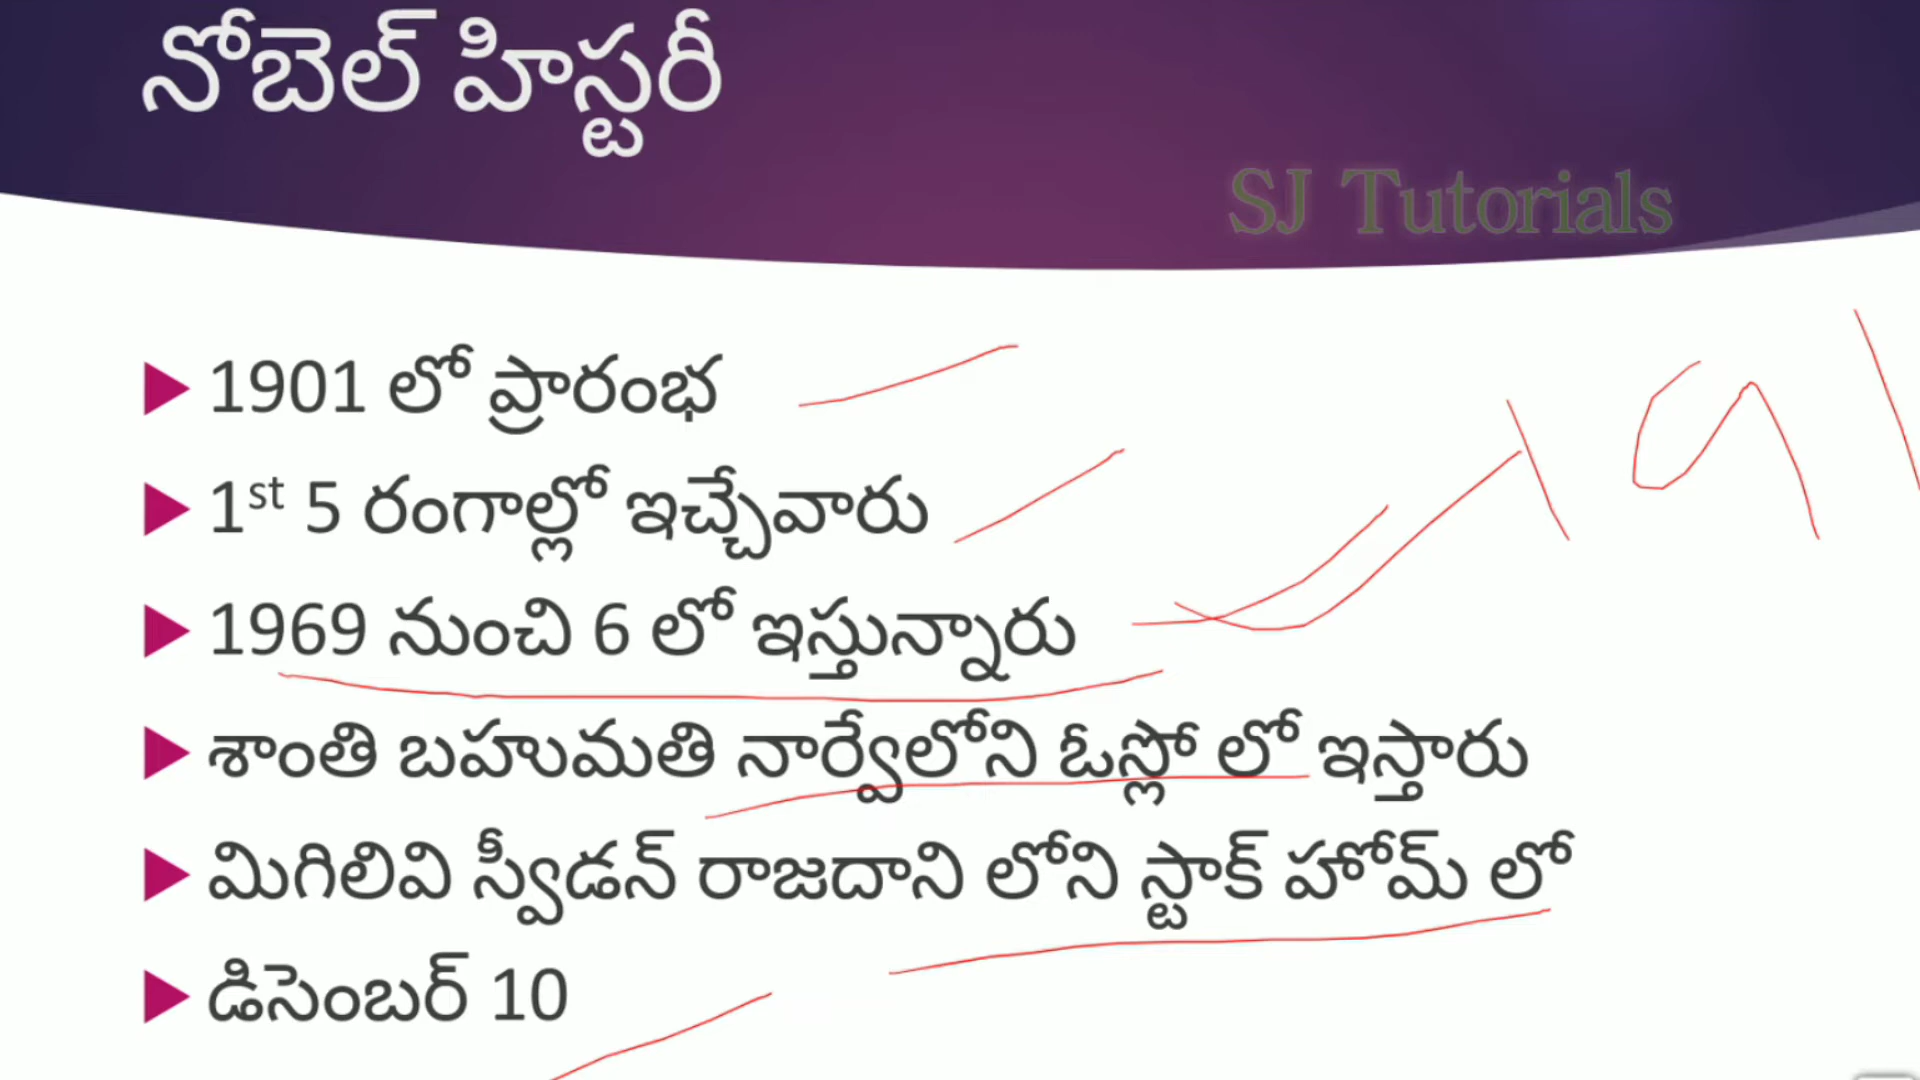 నోబెల్ హిస్టరీ
SJ Tutorials
1901 లో ప్రారంభ
1st 5 రంగాల్లో ఇచ్చేవారు
1969 నుంచి 6 లో ఇస్తున్నారు
శాంతి బహుమతి నార్వేలోని ఓస్లో లో ఇస్తారు
మిగిలివి స్వీడన్ రాజదాని లోని స్టాక్ హోమ్ లో
డిసెంబర్ 10